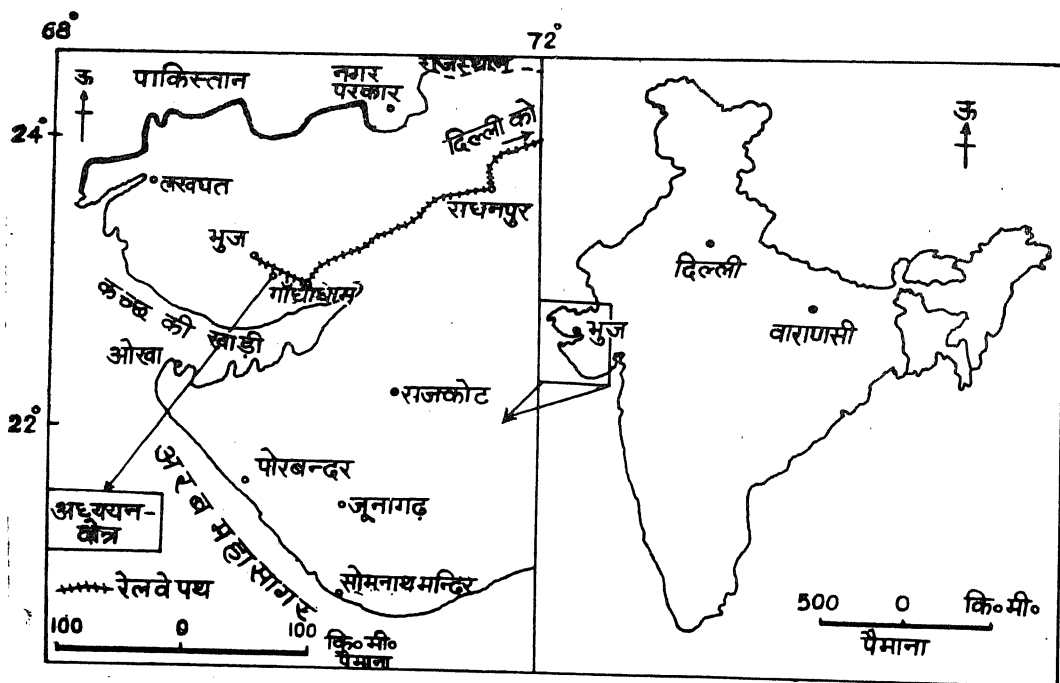 68°
72°
24°
22°
ऊ
पाकिस्तान
नगर
परकार
राजस्थान
दिल्ली को
लखपत
राधनपुर
भुज
गाँधीधाम
कच्छ की खाड़ी
ओखा
राजकोट
पोरबन्दर
जूनागढ़
अरब महासागर
सोमनाथ मन्दिर
अध्ययन-
क्षेत्र
रेलवे पथ
100 0 100 कि॰मी॰
पैमाना
ऊ
दिल्ली
भुज
वाराणसी
500 0 कि॰मी॰
पैमाना